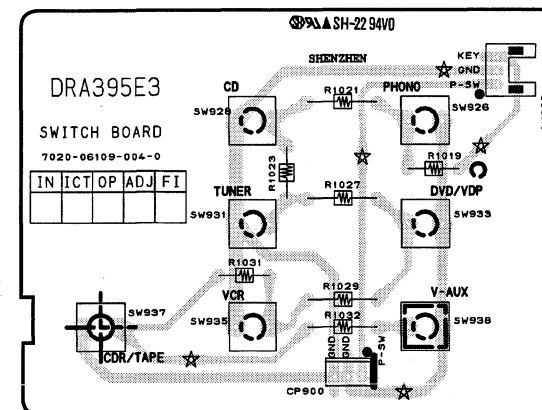 SH-22 94V0
SHENZHEN
KEY
GND
P-SW
DRA395E3
CD
R1021
PHONO
SW928
SW926
SWITCH BOARD
7020-06109-004-0
R1023
R1019
IN ICT OP ADJ FI
TUNER
R1027
DVD/VDP
SW931
SW933
R1031
VCR
R1029
V-AUX
SW937
SW935
R1032
SW938
GND
GND
P-SW
CDR/TAPE
CP900